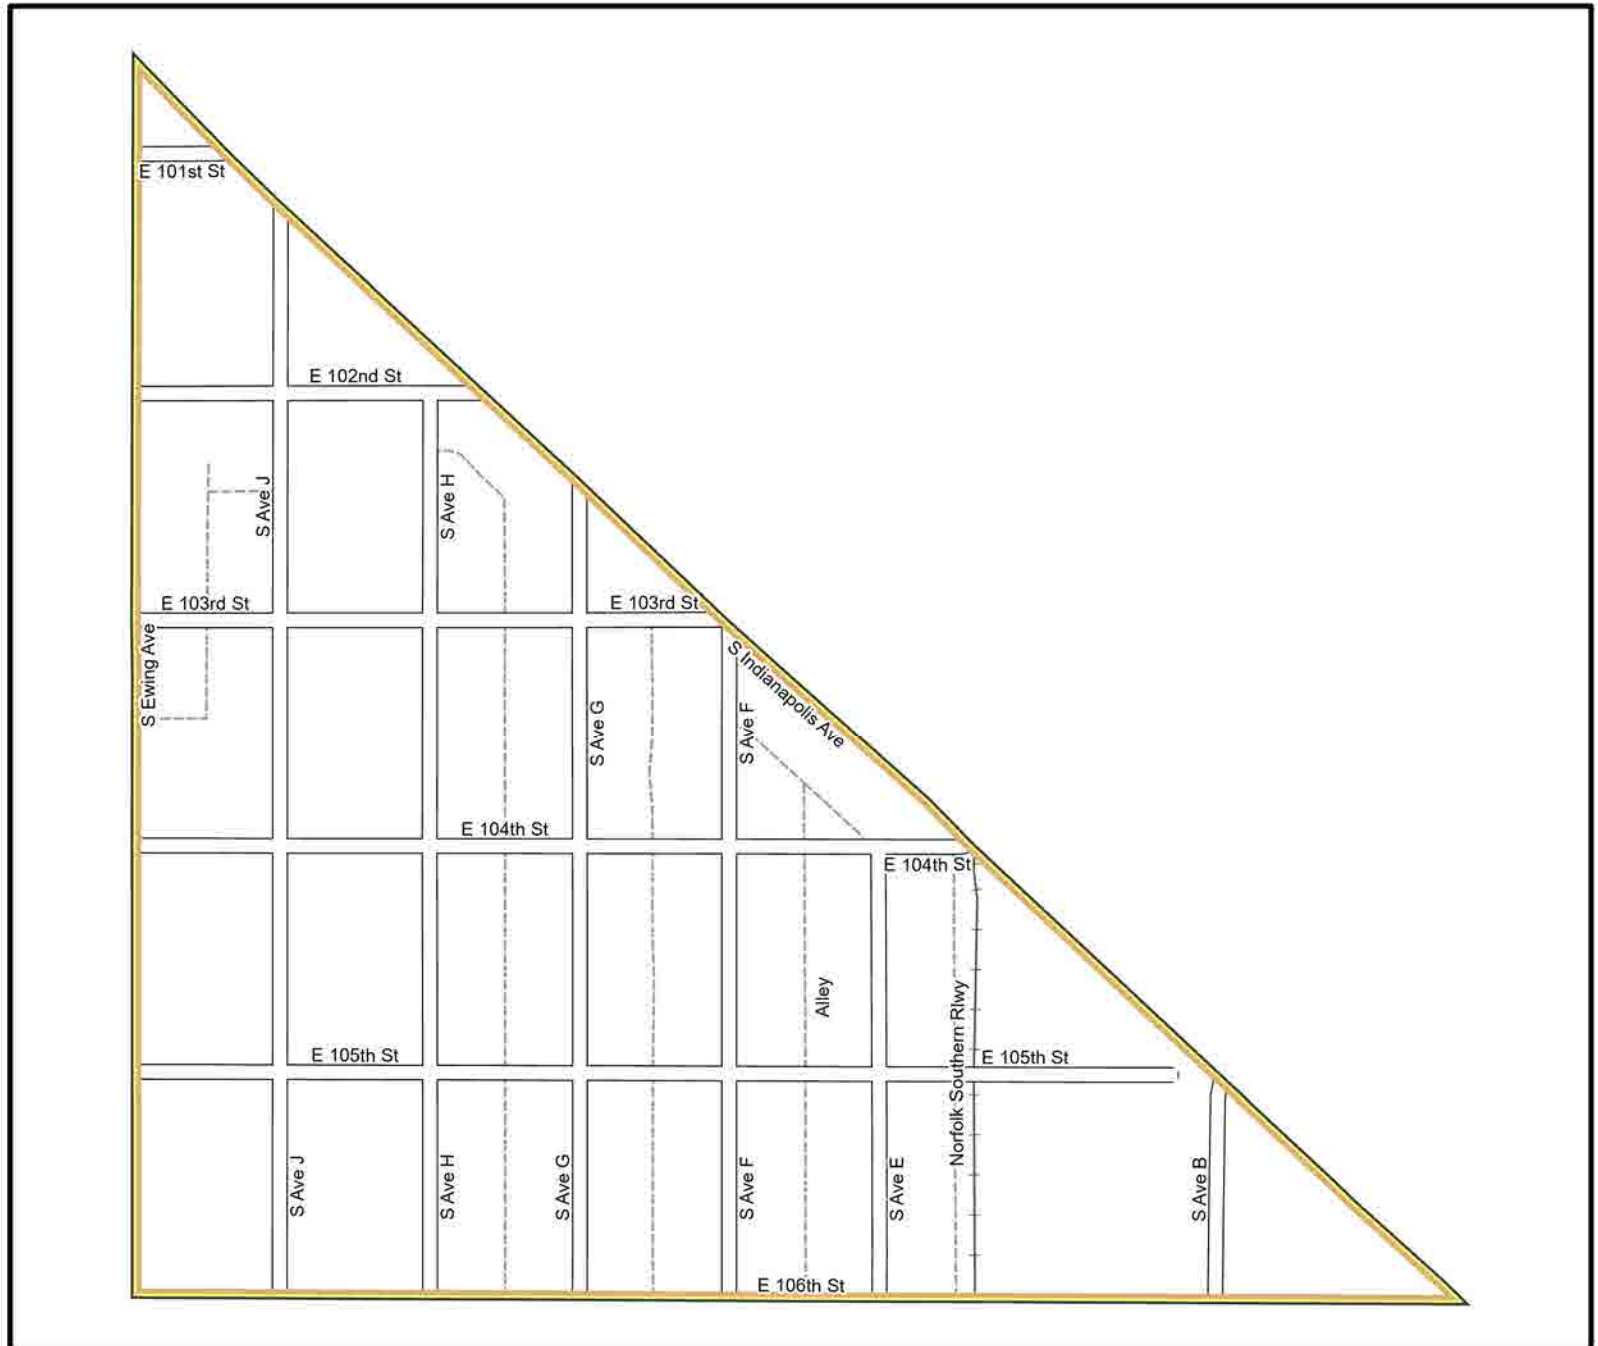 E 101st St
E 102nd St
S Ave J
S Ave H
E 103rd St
E 103rd St
S Ewing Ave
S Indianapolis Ave
S Ave G
S Ave F
E 104th St
E 104th St
Alley
Norfolk Southern Rlwy
E 105th St
E 105th St
S Ave J
S Ave H
S Ave G
S Ave F
S Ave E
S Ave B
E 106th St